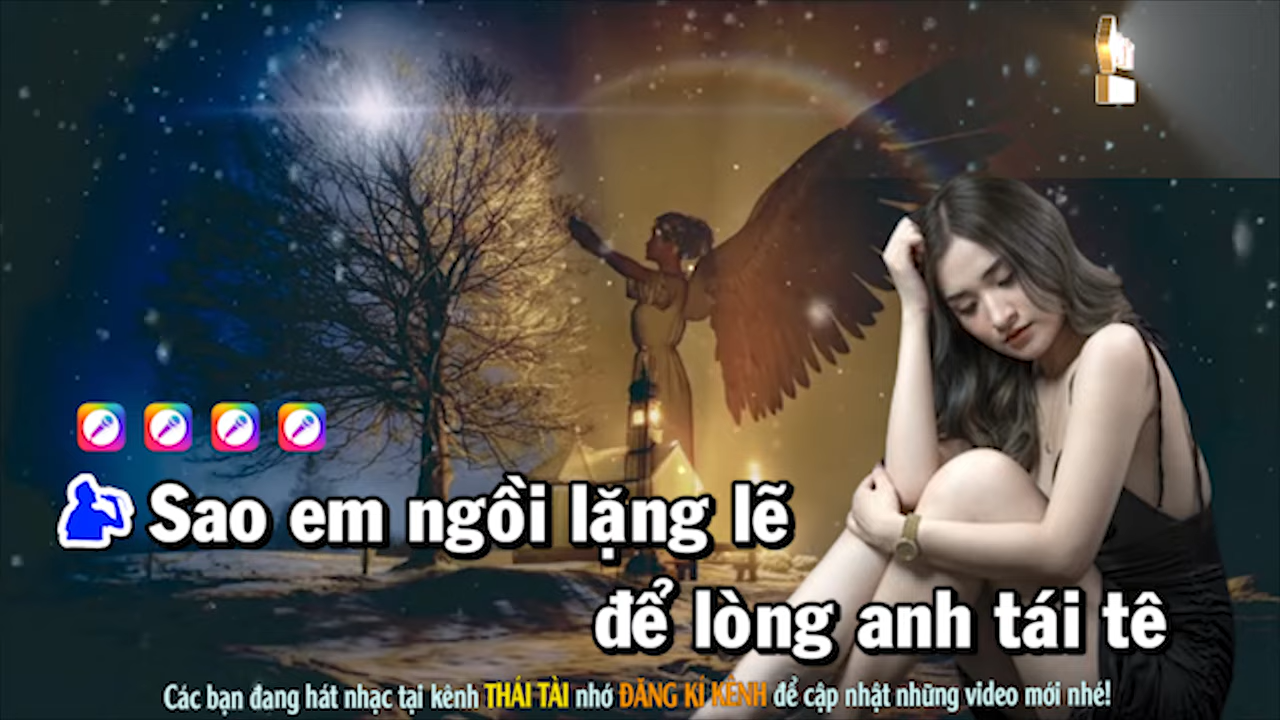 Sao em ngồi lặng lẽ
để lòng anh tái tê
Các bạn đang hát nhạc tại kênh THÁI TÀI nhớ ĐĂNG KÍ KÊNH để cập nhật những video mới nhé!